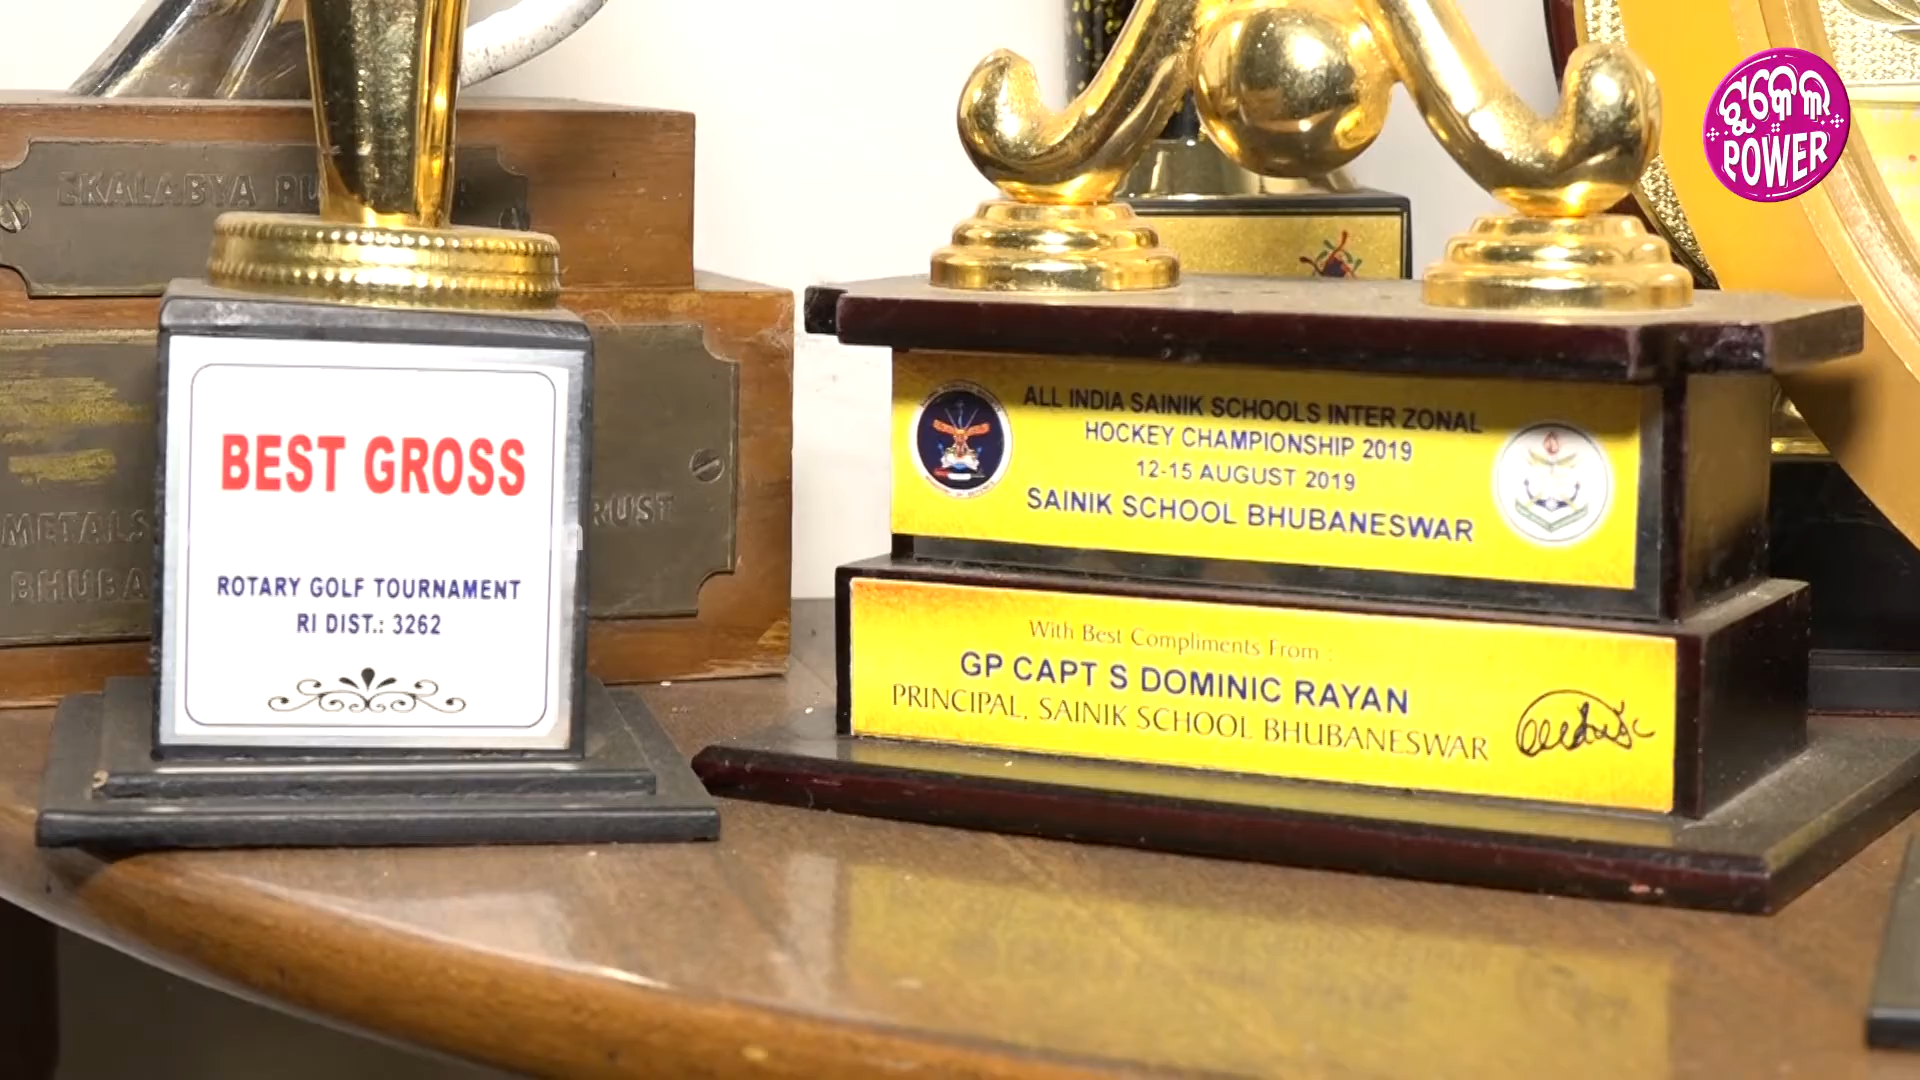 ଟୁକେଲ
POWER
EKALABYA
METALS
RUST
BEST GROSS
ROTARY GOLF TOURNAMENT
RI DIST.: 3262
ALL INDIA SAINIK SCHOOLS INTER ZONAL
HOCKEY CHAMPIONSHIP 2019
12-15 AUGUST 2019
SAINIK SCHOOL BHUBANESWAR
With Best Compliments From :
GP CAPT S DOMINIC RAYAN
PRINCIPAL, SAINIK SCHOOL BHUBANESWAR